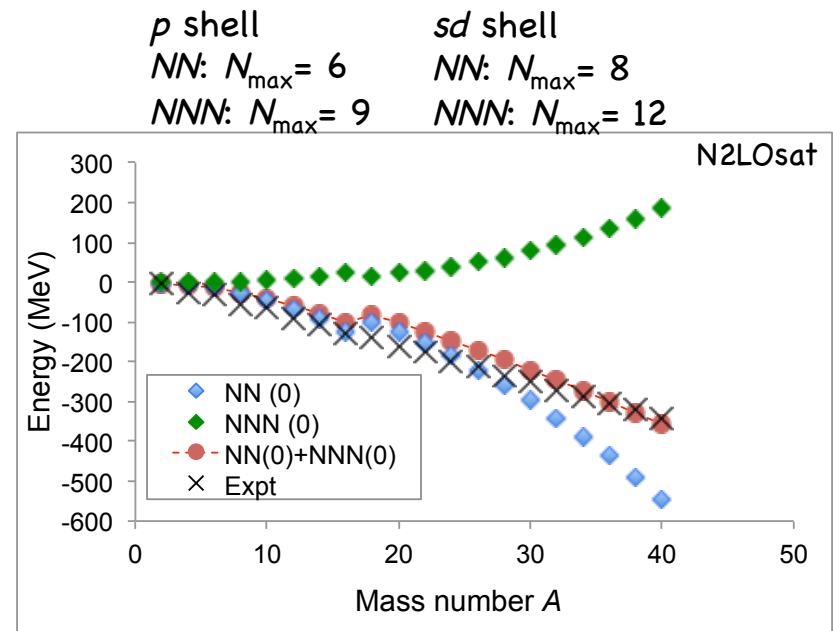 p shell sd shell
NN: Nmax= 6 NN: Nmax= 8
NNN: Nmax= 9 NNN: Nmax= 12
N2LOsat
300
200
100
0
-100
-200
-300
-400
-500
-600
Energy (MeV)
NN (0)
NNN (0)
NN(0)+NNN(0)
Expt
0 10 20 30 40 50
Mass number A